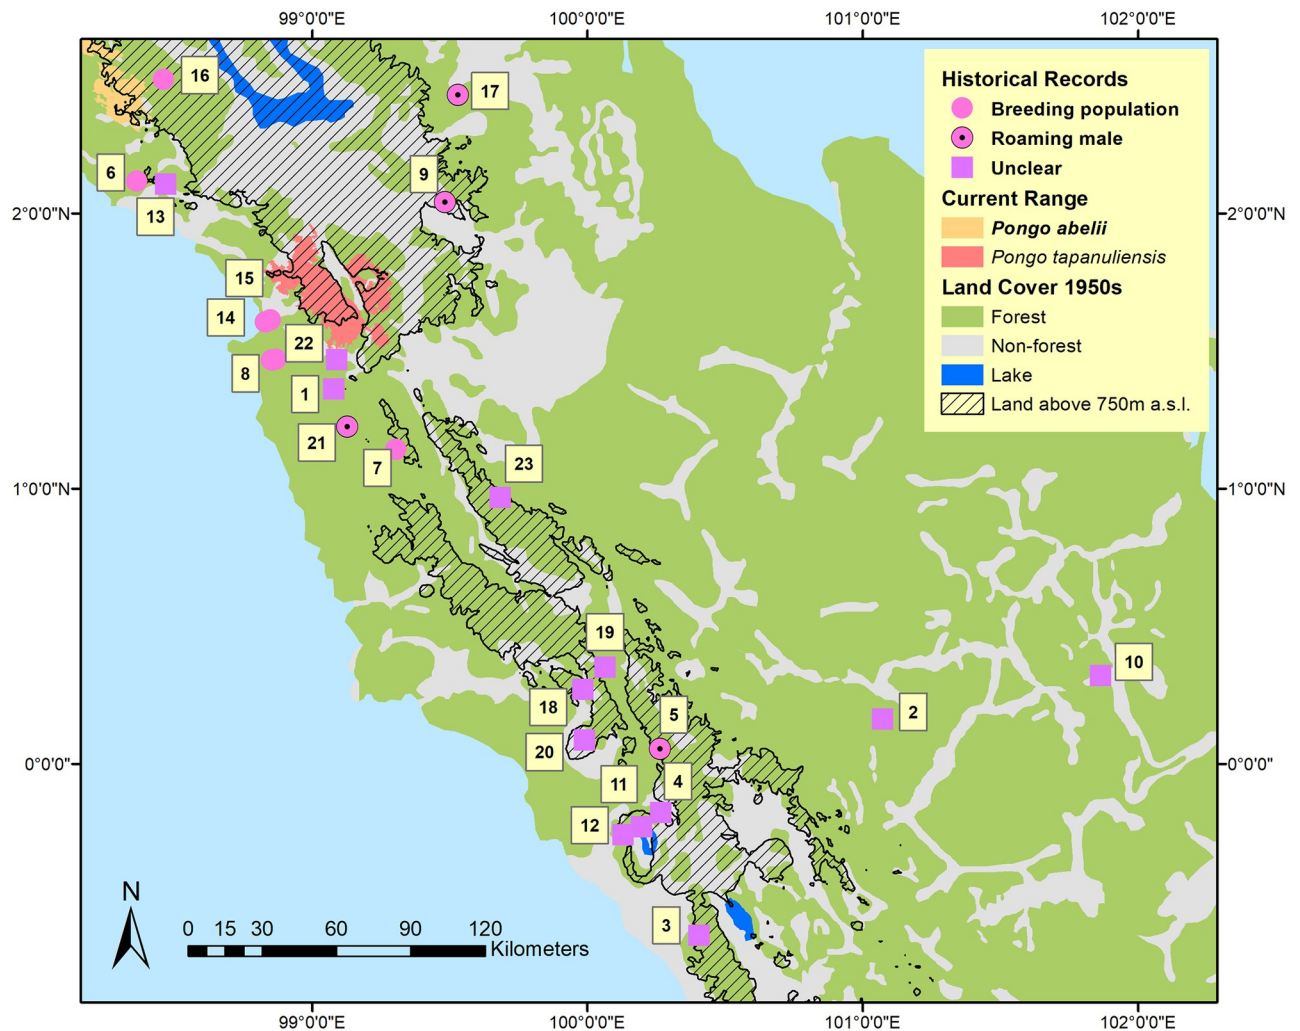 99°0'0"E
100°0'0"E
101°0'0"E
102°0'0"E
Historical Records
Breeding population
Roaming male
Unclear
Current Range
Pongo abelii
Pongo tapanuliensis
Land Cover 1950s
Forest
Non-forest
Lake
Land above 750m a.s.l.
16
17
6
9
13
2°0'0"N
2°0'0"N
15
14
22
8
1
21
7
23
1°0'0"N
1°0'0"N
19
10
18
5
2
20
0°0'0"
0°0'0"
11
4
12
3
N
0 15 30 60 90 120
Kilometers
99°0'0"E
100°0'0"E
101°0'0"E
102°0'0"E